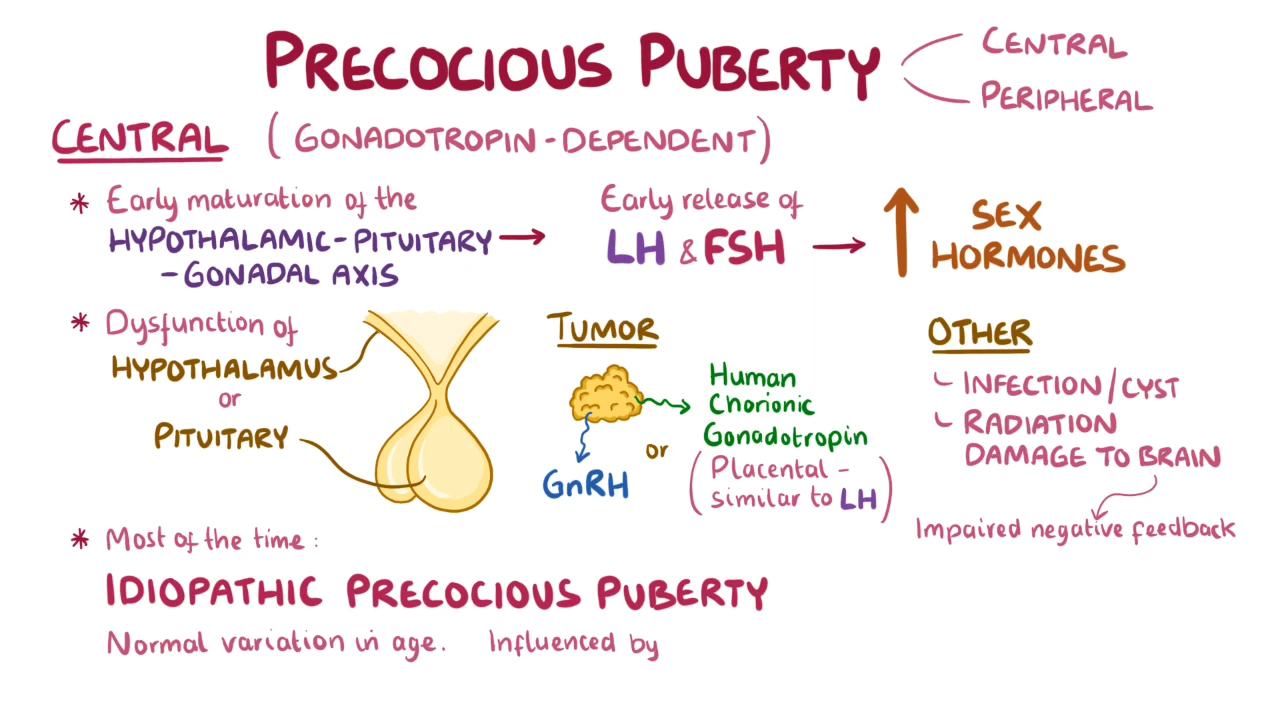 PRECOCIOUS PUBERTY
CENTRAL
PERIPHERAL
CENTRAL (GONADOTROPIN-DEPENDENT)
* Early maturation of the
HYPOTHALAMIC-PITUITARY
-GONADAL AXIS
Early release of
LH & FSH
SEX
HORMONES
* Dysfunction of
HYPOTHALAMUS
or
PITUITARY
TUMOR
Human
Chorionic
Gonadotropin
or
GnRH
(Placental -
similar to LH)
OTHER
INFECTION/CYST
RADIATION
DAMAGE TO BRAIN
Impaired negative feedback
* Most of the time:
IDIOPATHIC PRECOCIOUS PUBERTY
Normal variation in age. Influenced by